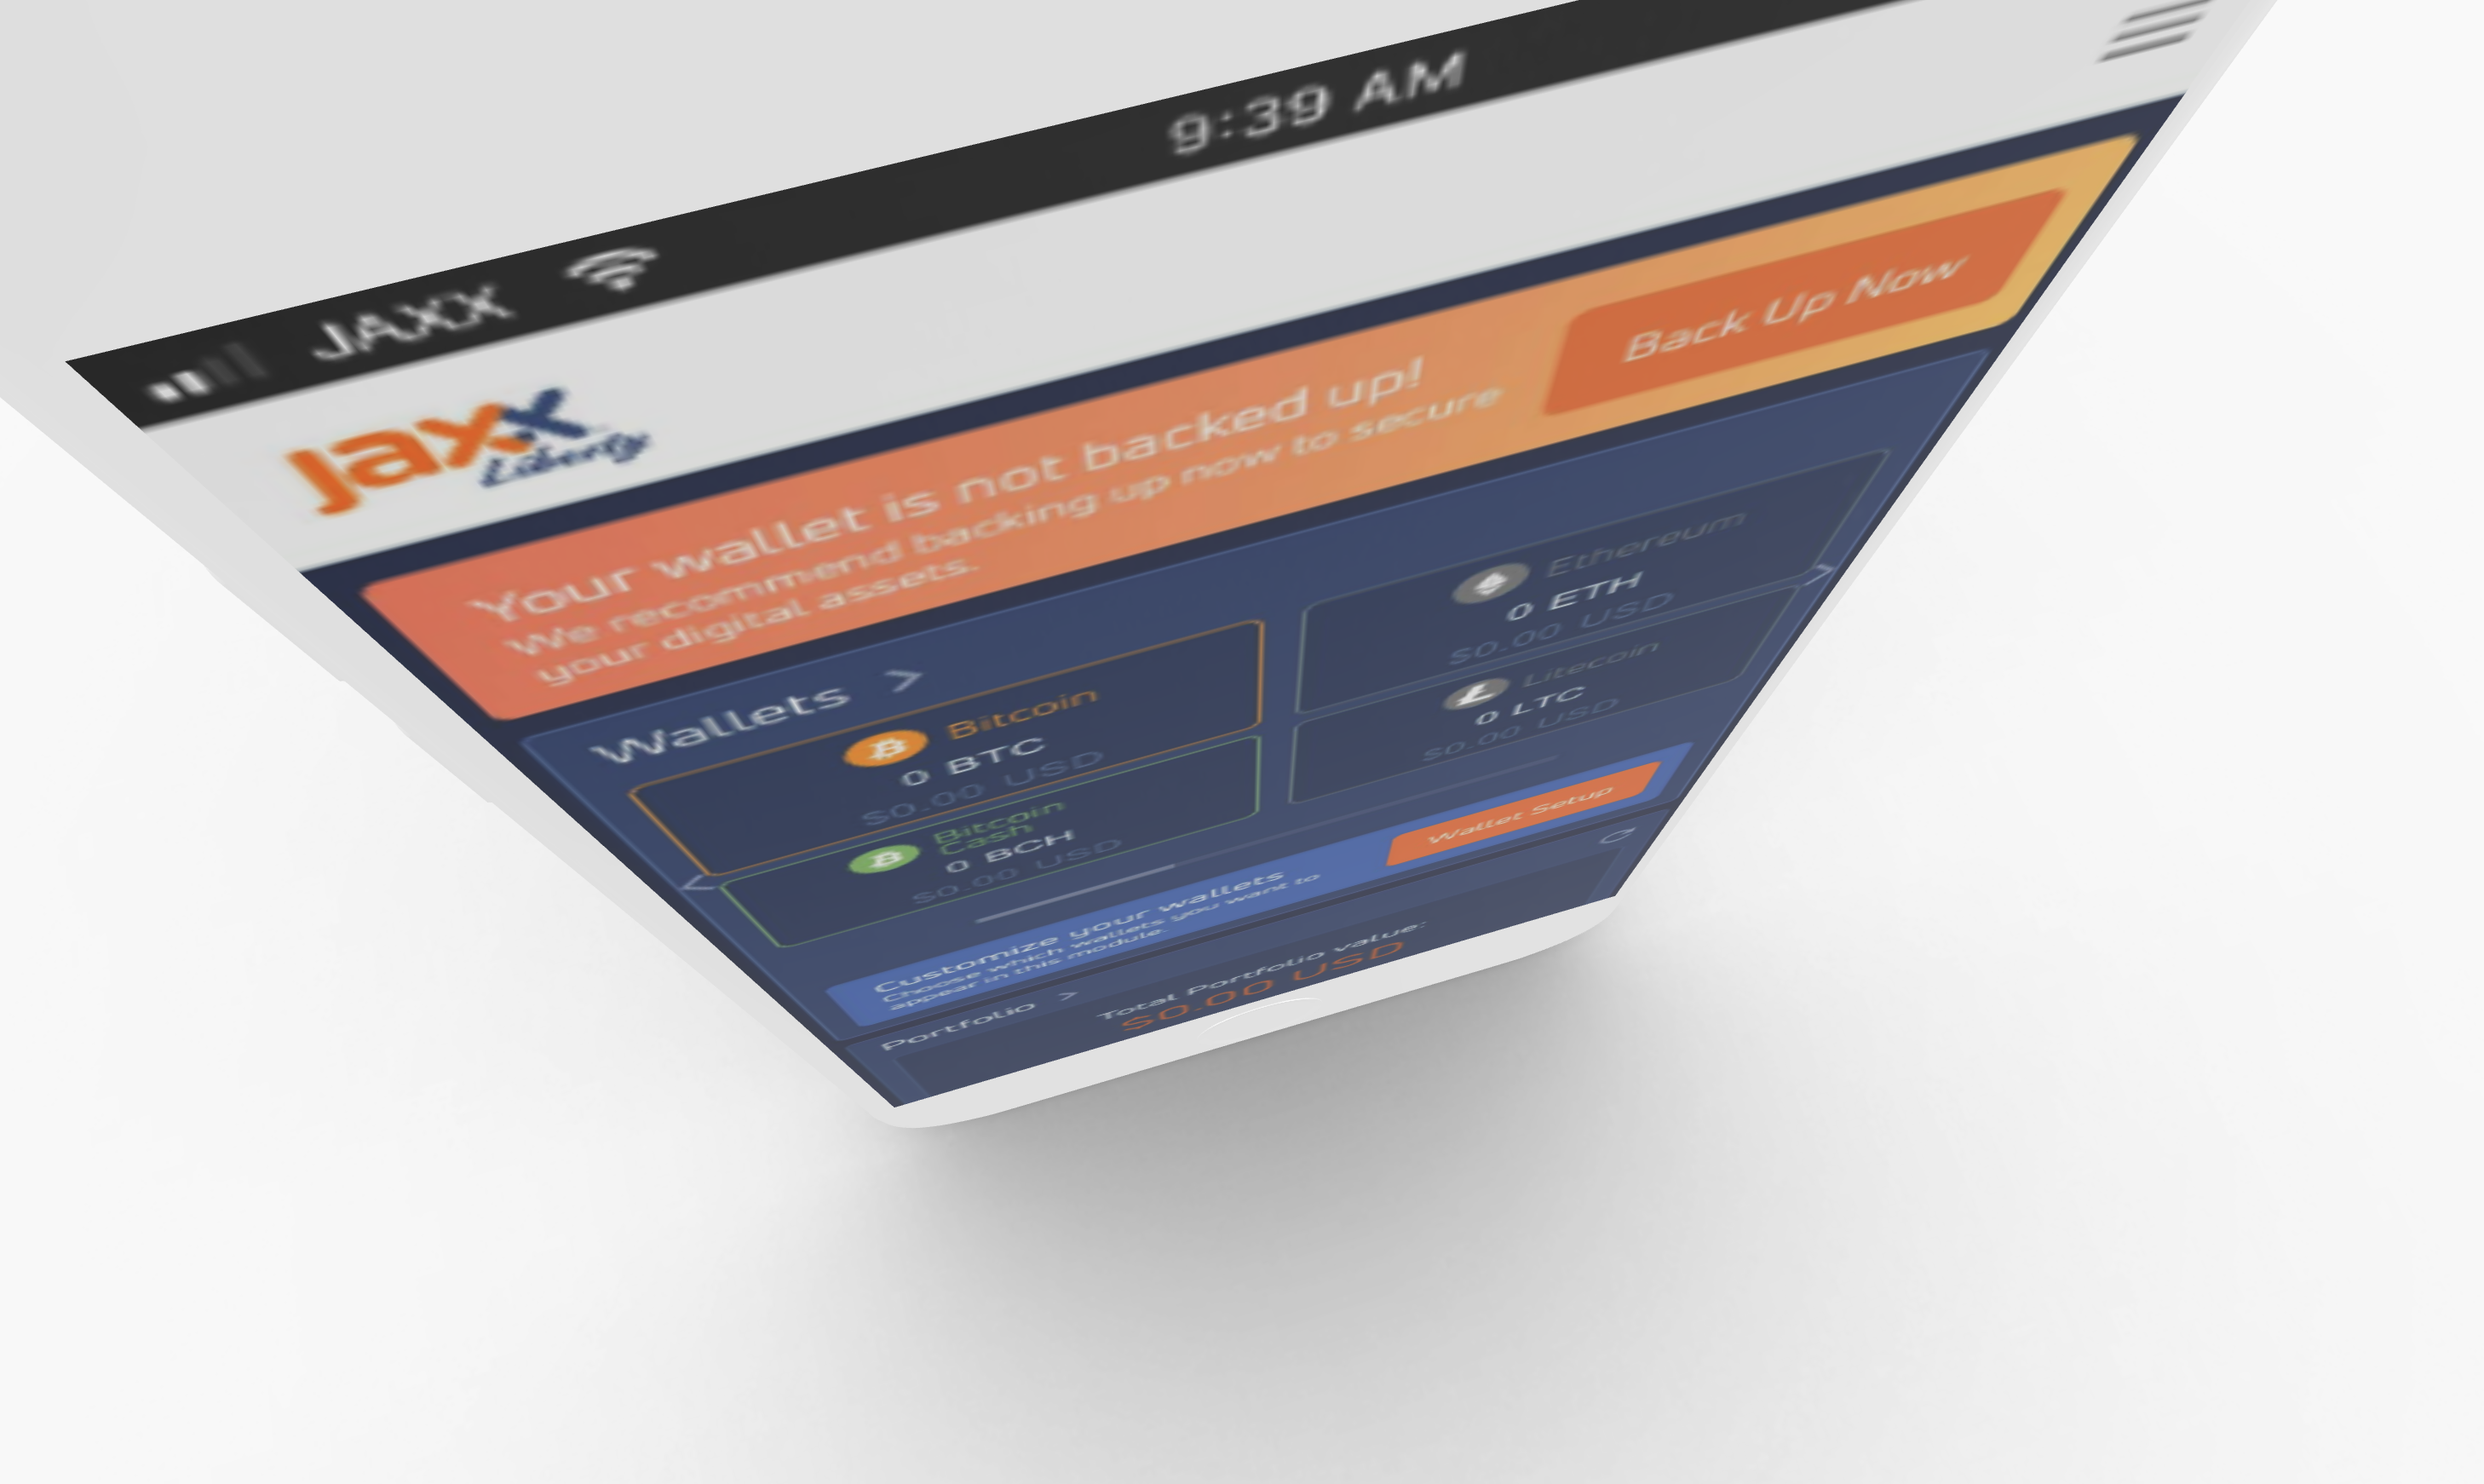 JAXX
9:39 AM
Jaxx
Liberty
Your wallet is not backed up!
We recommend backing up now to secure
your digital assets.
Back Up Now
Wallets >
Bitcoin
0 BTC
$0.00 USD
Ethereum
0 ETH
$0.00 USD
Bitcoin
Cash
0 BCH
$0.00 USD
Litecoin
0 LTC
$0.00 USD
Customize your wallets
Choose which wallets you want to
appear in this module.
Wallet Setup
Portfolio >
Total Portfolio value:
$0.00 USD